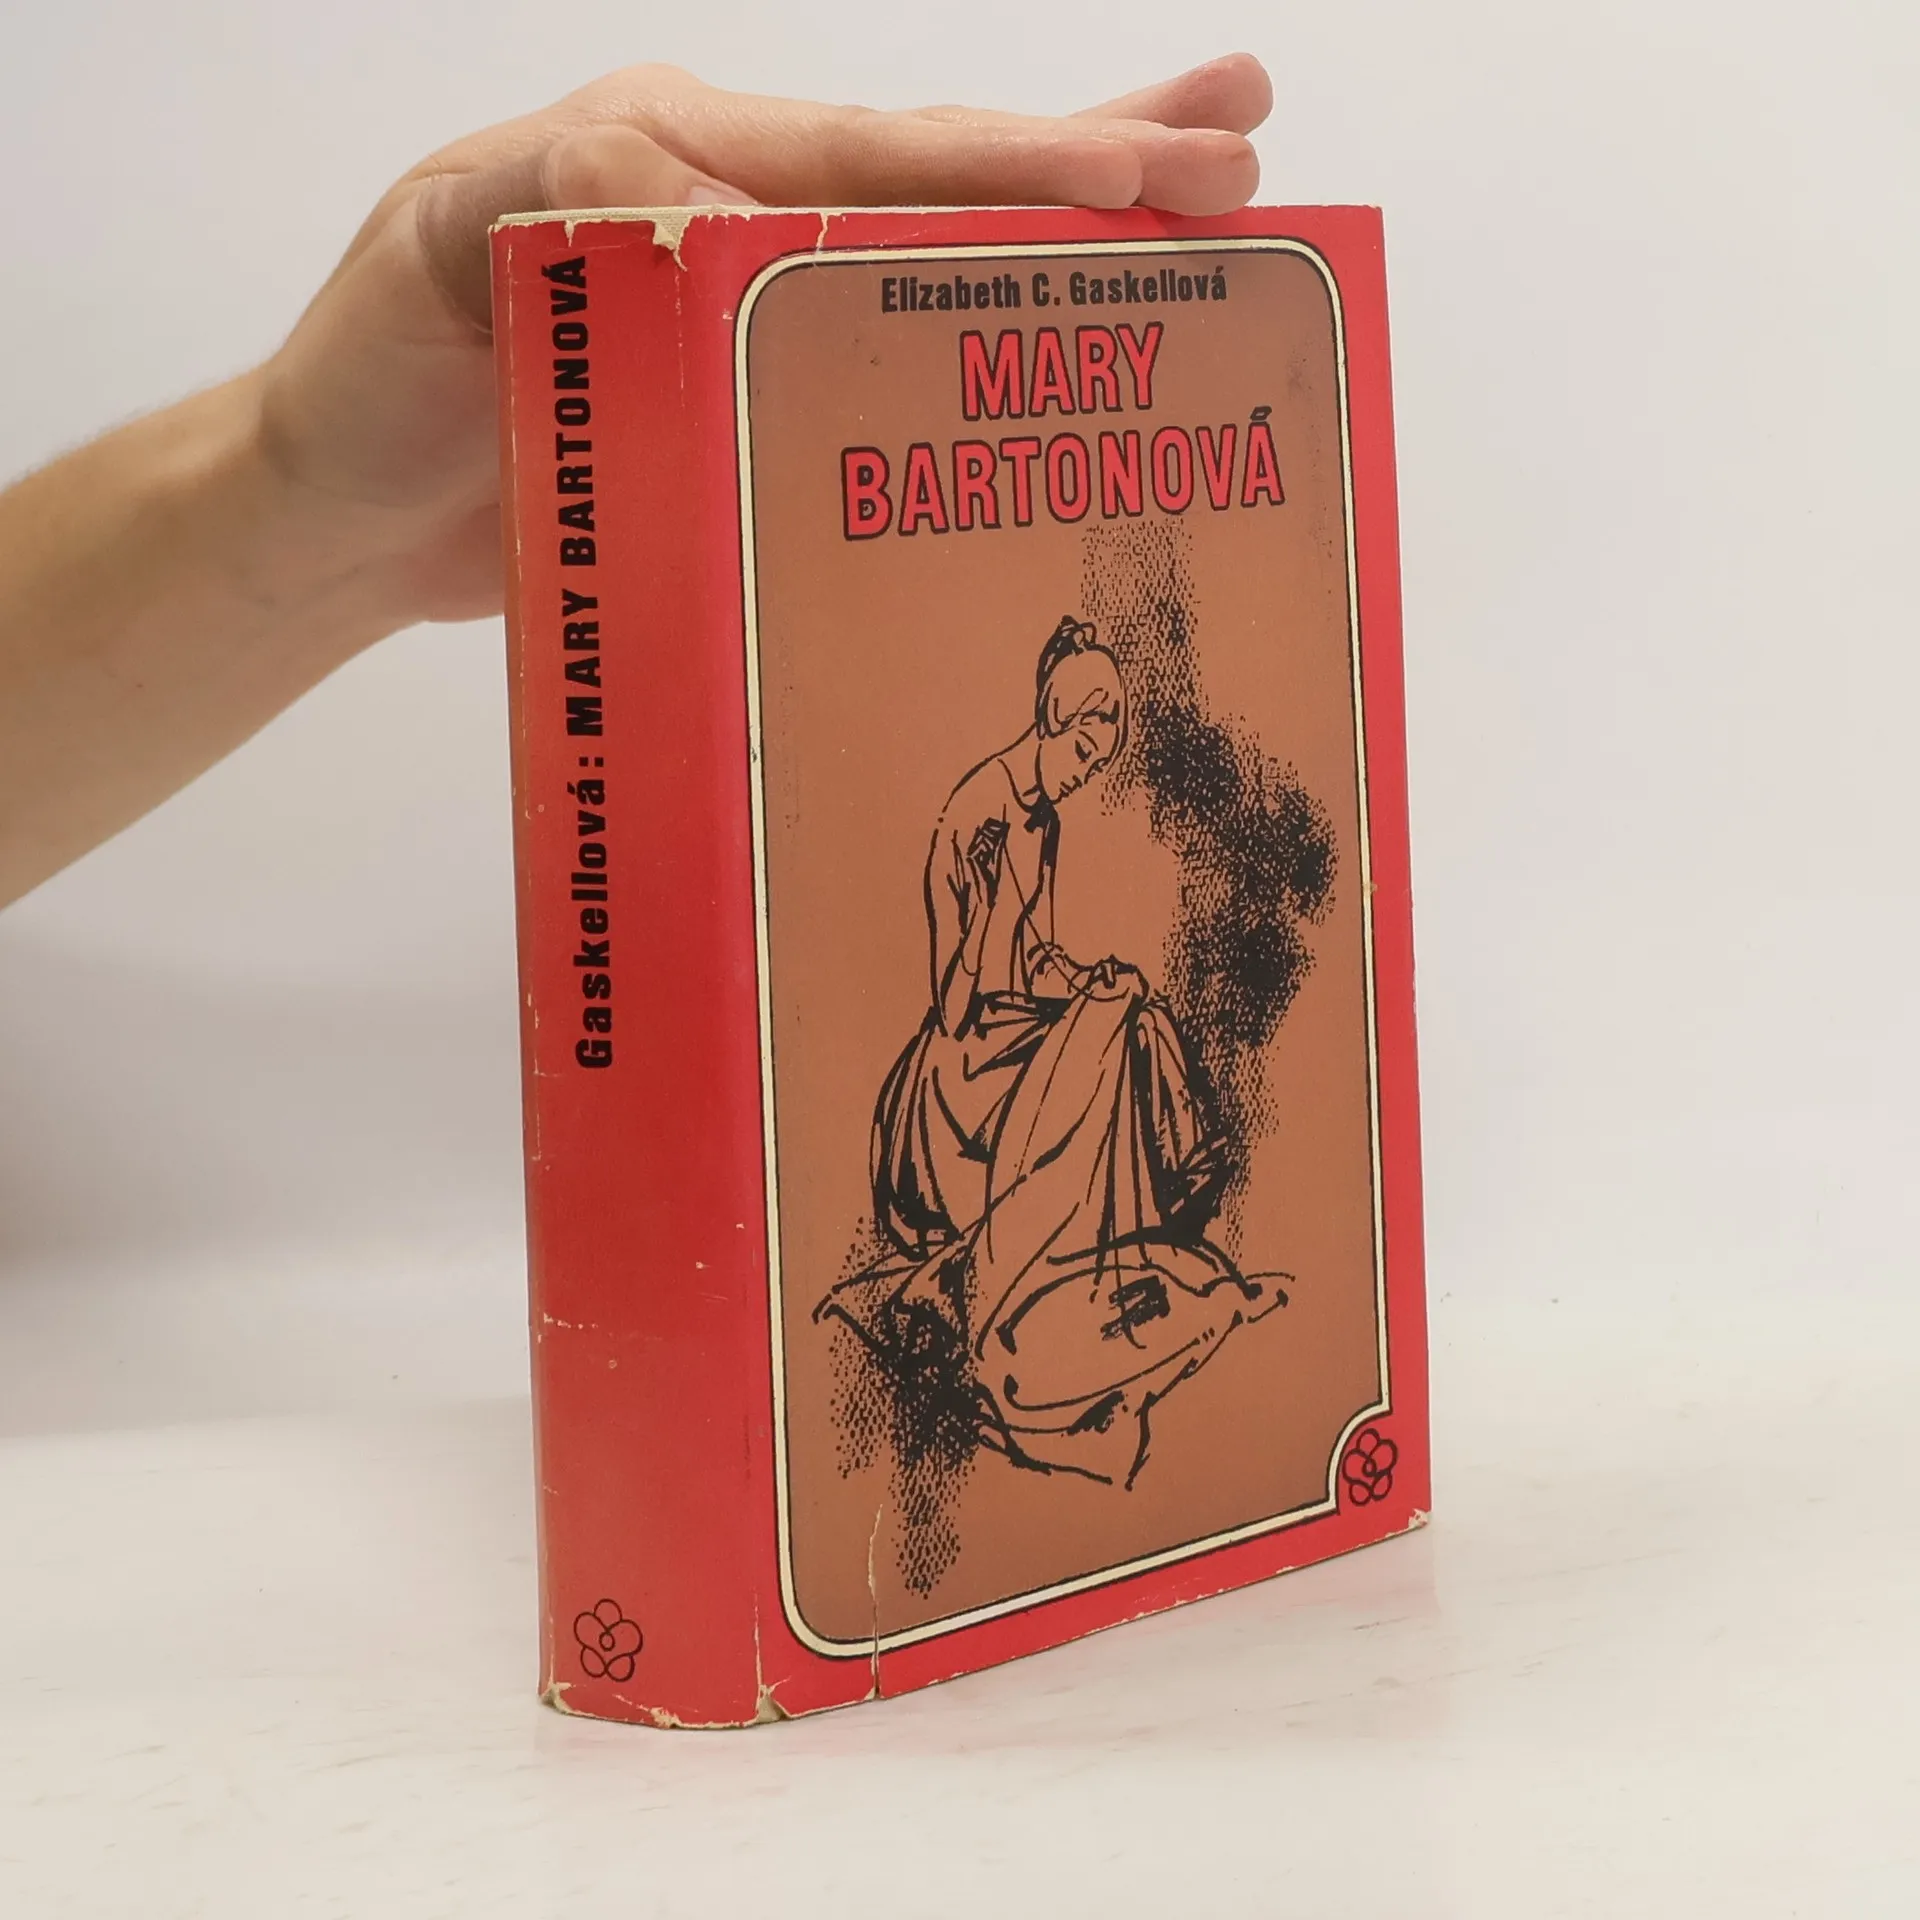 Gaskellová: MARY BARTONOVÁ
Elizabeth C. Gaskellová
MARY
BARTONOVÁ